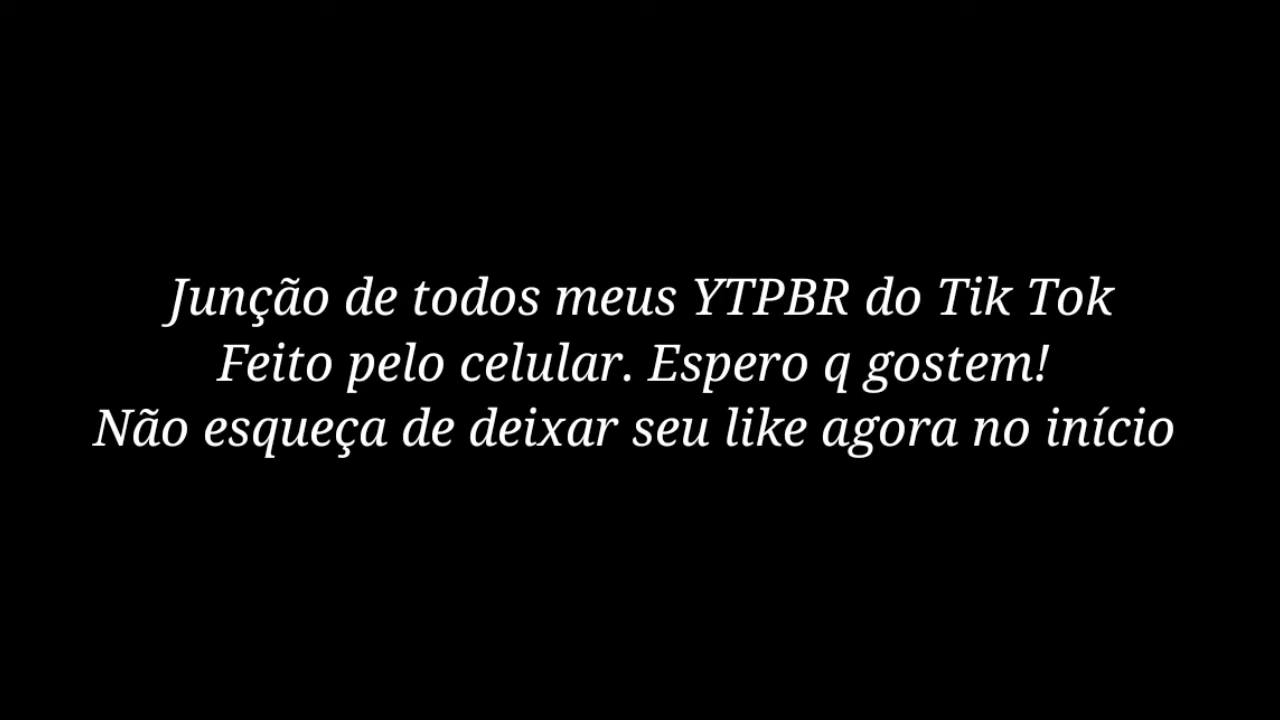 Junção de todos meus YTPBR do Tik Tok
Feito pelo celular. Espero q gostem!
Não esqueça de deixar seu like agora no início